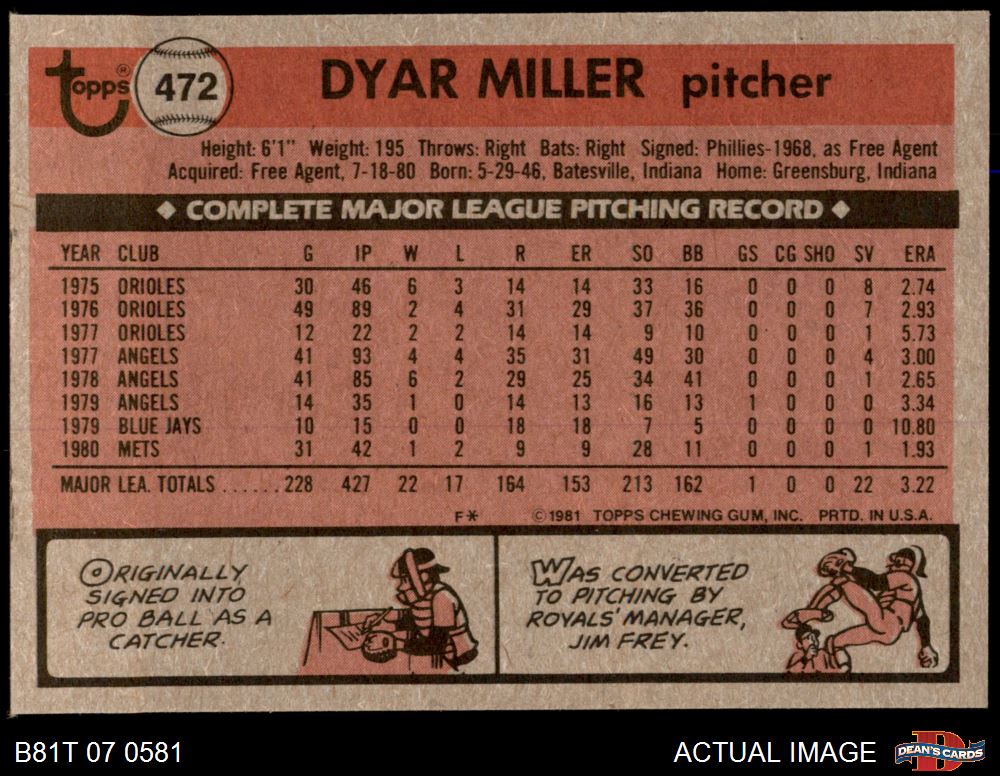 topps® 472 DYAR MILLER pitcher
Height: 6'1" Weight: 195 Throws: Right Bats: Right Signed: Phillies-1968, as Free Agent
Acquired: Free Agent, 7-18-80 Born: 5-29-46, Batesville, Indiana Home: Greensburg, Indiana
◆ COMPLETE MAJOR LEAGUE PITCHING RECORD ◆
YEAR CLUB G IP W L R ER SO BB GS CG SHO SV ERA
1975 ORIOLES 30 46 6 3 14 14 33 16 0 0 0 8 2.74
1976 ORIOLES 49 89 2 4 31 29 37 36 0 0 0 7 2.93
1977 ORIOLES 12 22 2 2 14 14 9 10 0 0 0 1 5.73
1977 ANGELS 41 93 4 4 35 31 49 30 0 0 0 4 3.00
1978 ANGELS 41 85 6 2 29 25 34 41 0 0 0 1 2.65
1979 ANGELS 14 35 1 0 14 13 16 13 1 0 0 0 3.34
1979 BLUE JAYS 10 15 0 0 18 18 7 5 0 0 0 0 10.80
1980 METS 31 42 1 2 9 9 28 11 0 0 0 1 1.93
MAJOR LEA. TOTALS ......228 427 22 17 164 153 213 162 1 0 0 22 3.22
F* ©1981 TOPPS CHEWING GUM, INC. PRTD. IN U.S.A.
ORIGINALLY
SIGNED INTO
PRO BALL AS A
CATCHER.
WAS CONVERTED
TO PITCHING BY
ROYALS' MANAGER,
JIM FREY.
B81T 07 0581 ACTUAL IMAGE DEAN'S CARDS